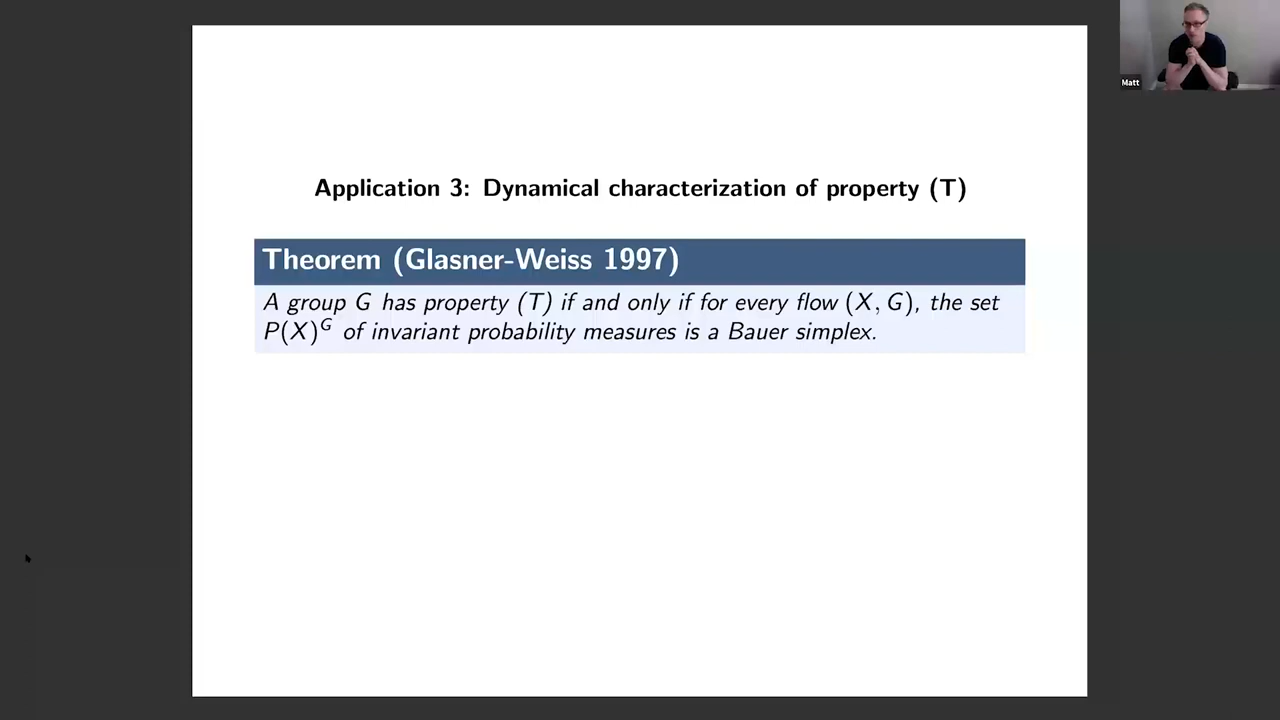 Matt
Application 3: Dynamical characterization of property (T)
Theorem (Glasner-Weiss 1997)
A group G has property (T) if and only if for every flow (X, G), the set
P(X)^G of invariant probability measures is a Bauer simplex.